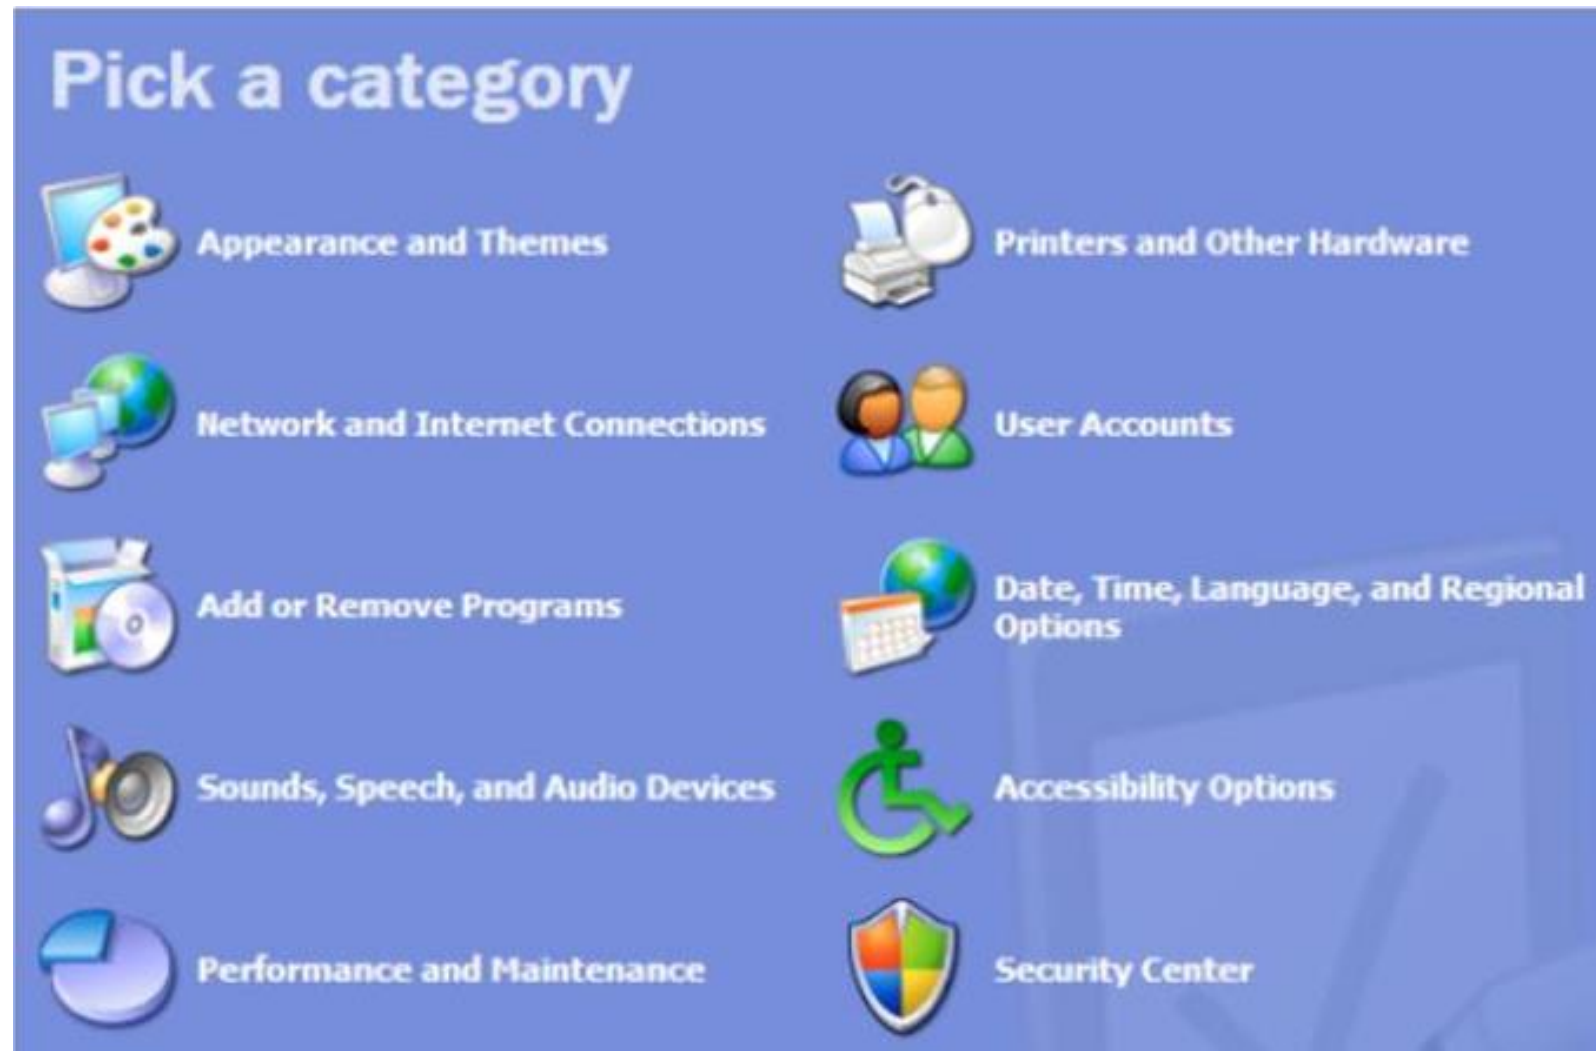 Pick a category
Appearance and Themes
Printers and Other Hardware
Network and Internet Connections
User Accounts
Add or Remove Programs
Date, Time, Language, and Regional
Options
Sounds, Speech, and Audio Devices
Accessibility Options
Performance and Maintenance
Security Center